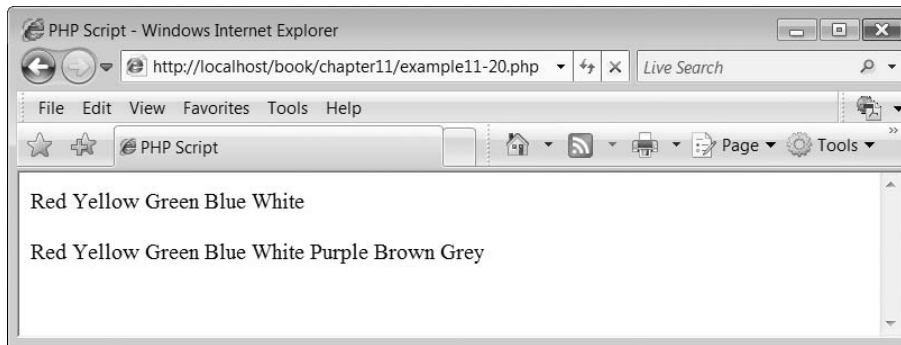 PHP Script - Windows Internet Explorer
http://localhost/book/chapter11/example11-20.php Live Search
File Edit View Favorites Tools Help
PHP Script Page Tools »
Red Yellow Green Blue White
Red Yellow Green Blue White Purple Brown Grey